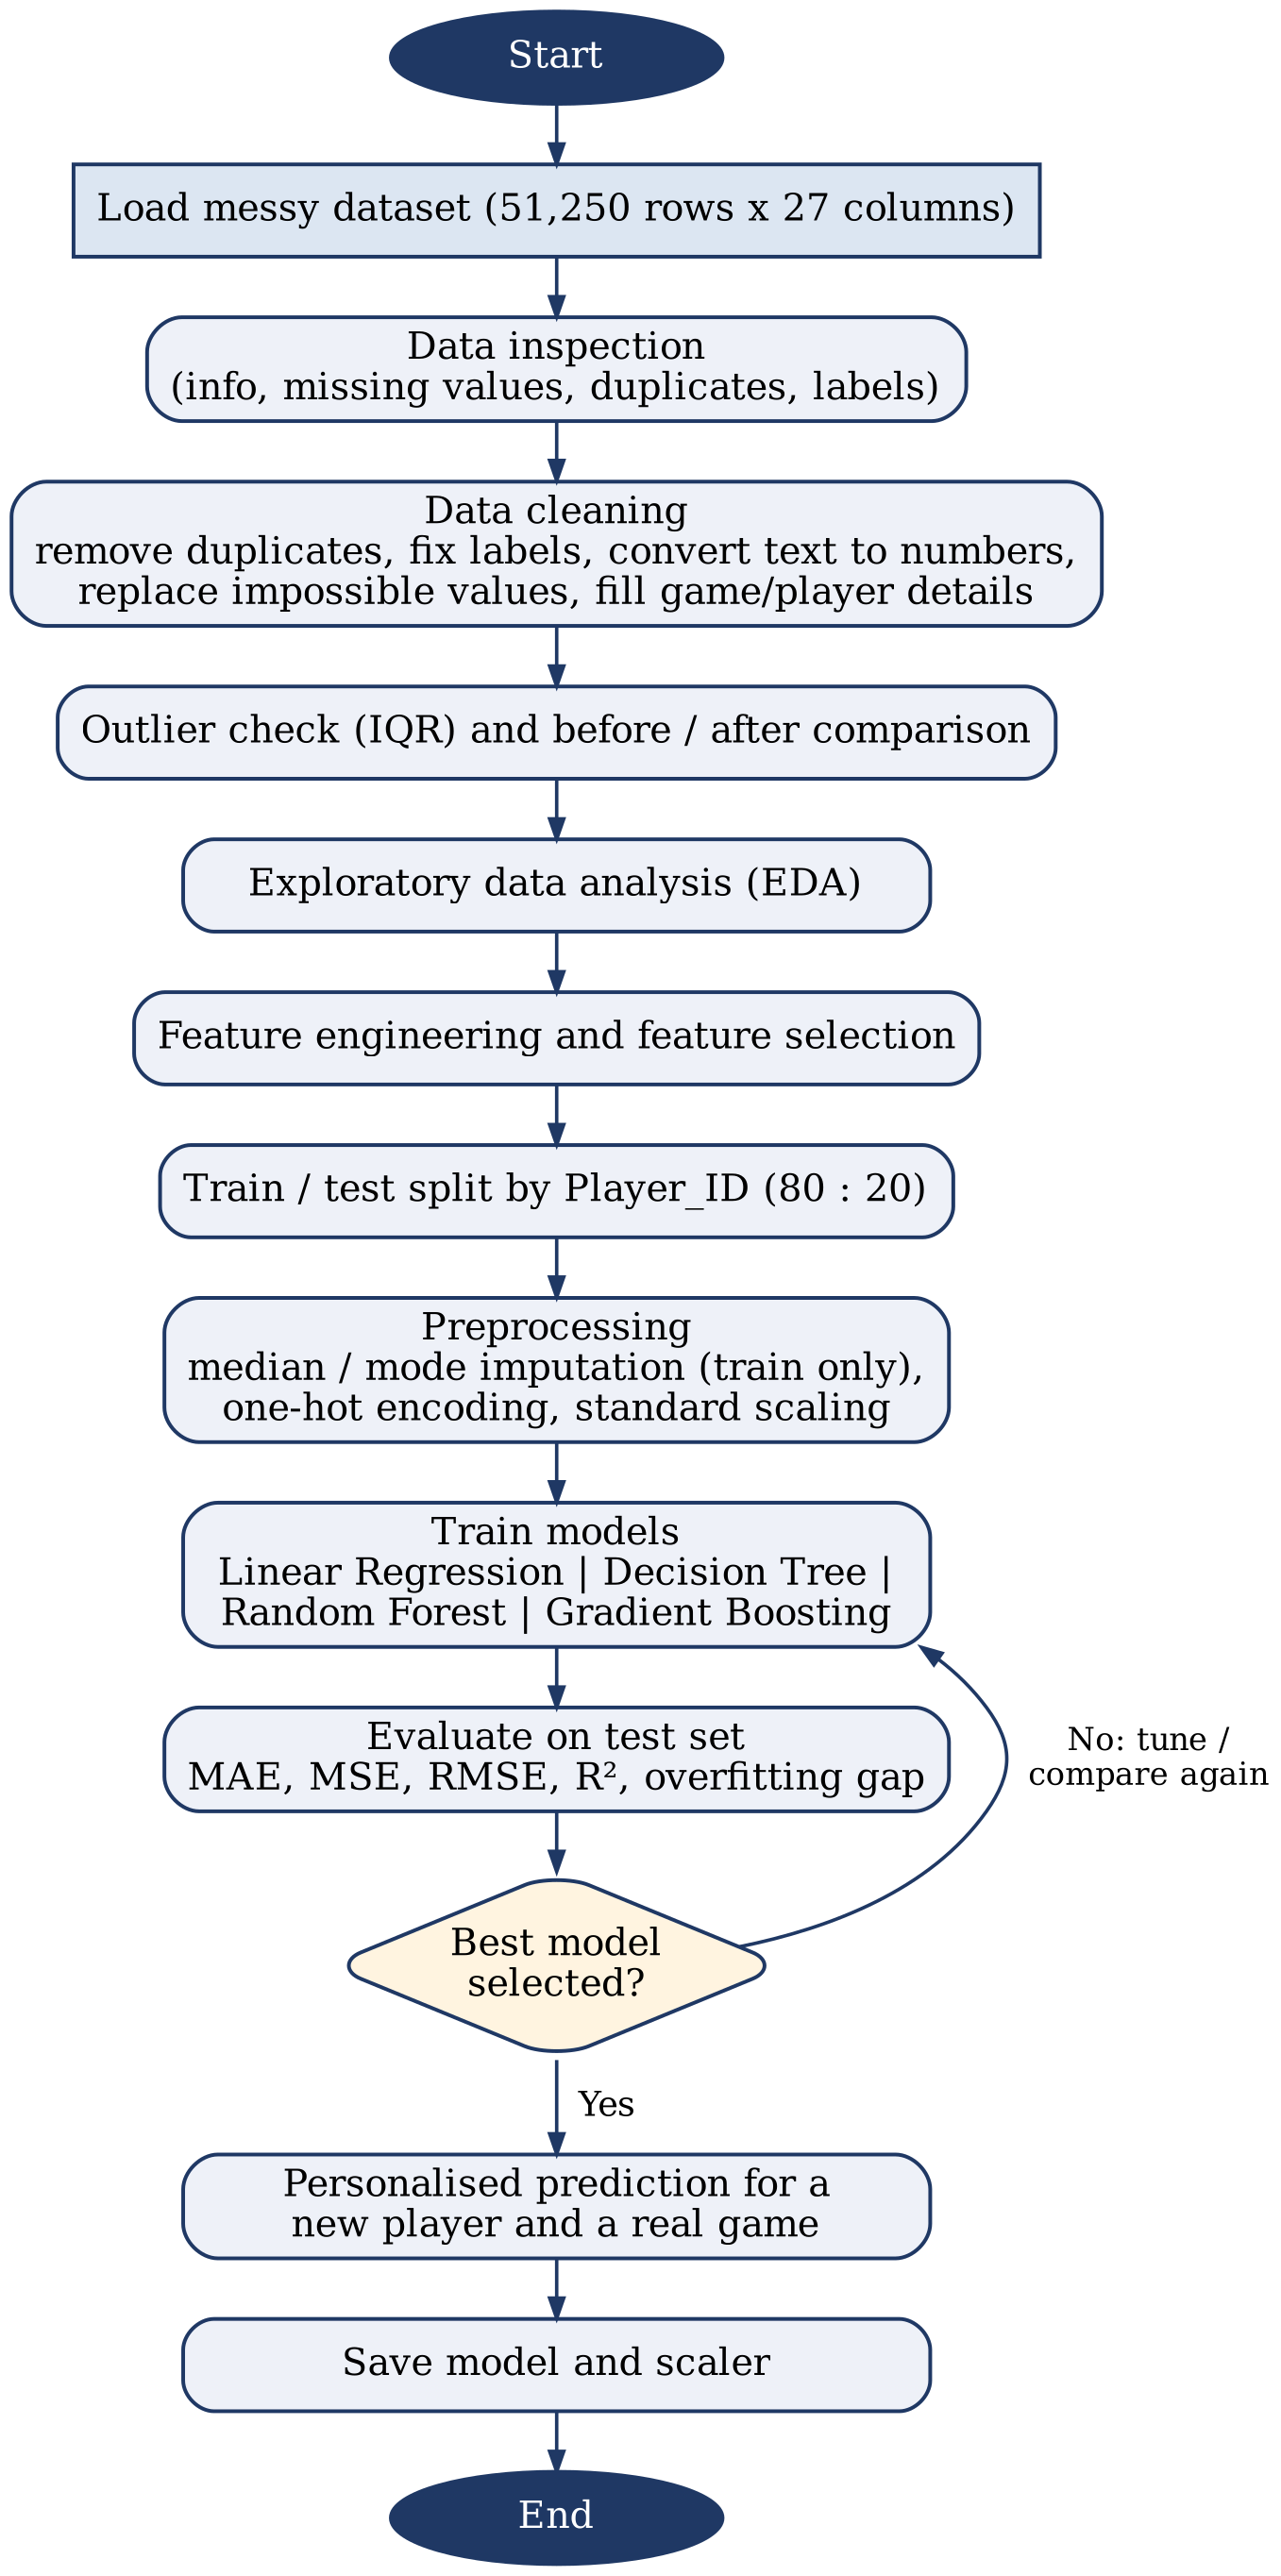 Start
Load messy dataset (51,250 rows x 27 columns)
Data inspection
(info, missing values, duplicates, labels)
Data cleaning
remove duplicates, fix labels, convert text to numbers,
replace impossible values, fill game/player details
Outlier check (IQR) and before / after comparison
Exploratory data analysis (EDA)
Feature engineering and feature selection
Train / test split by Player_ID (80 : 20)
Preprocessing
median / mode imputation (train only),
one-hot encoding, standard scaling
Train models
Linear Regression | Decision Tree |
Random Forest | Gradient Boosting
Evaluate on test set
MAE, MSE, RMSE, R², overfitting gap
No: tune /
compare again
Best model
selected?
Yes
Personalised prediction for a
new player and a real game
Save model and scaler
End